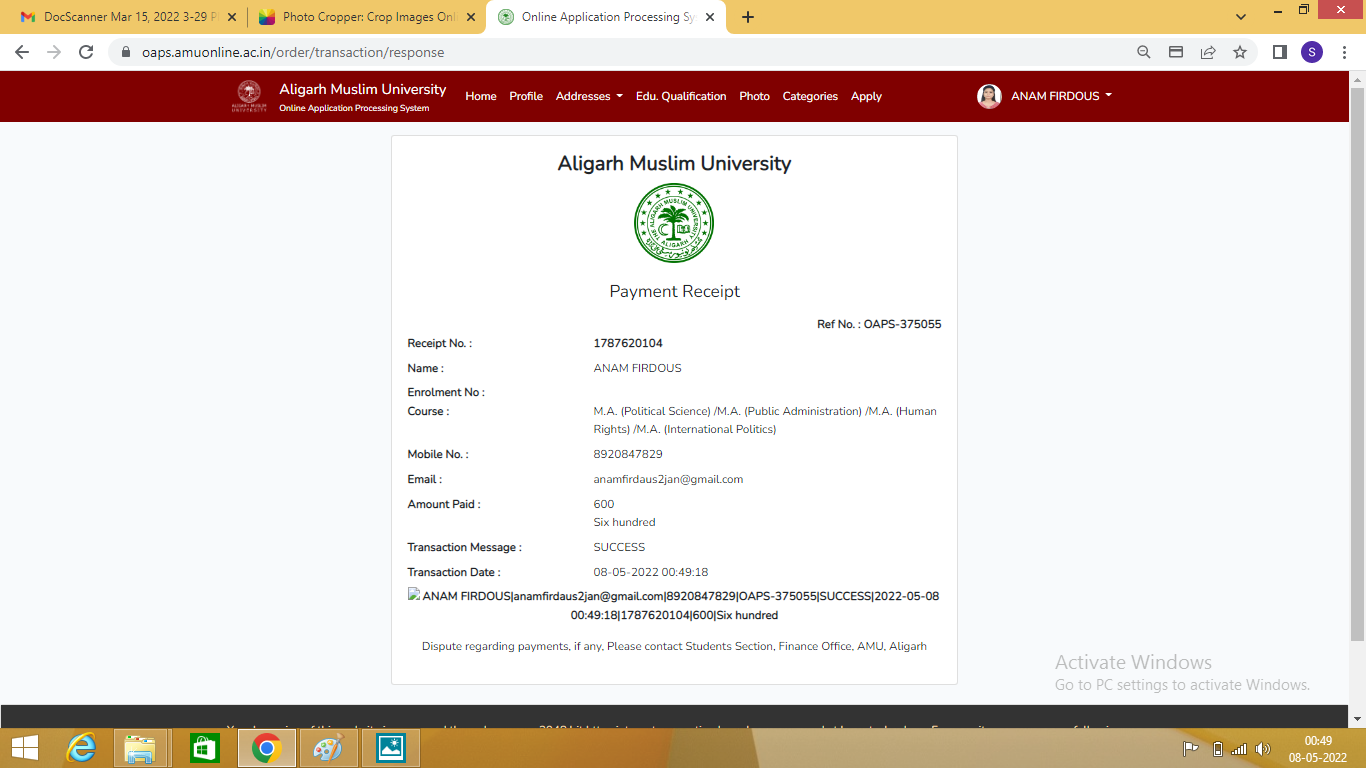 DocScanner Mar 15, 2022 3-29 P
Photo Cropper: Crop Images Onl
Online Application Processing Sy
oaps.amuonline.ac.in/order/transaction/response
S
Aligarh Muslim University
Online Application Processing System
Home Profile Addresses Edu. Qualification Photo Categories Apply
ANAM FIRDOUS
Aligarh Muslim University
THE ALIGARH MUSLIM UNIVERSITY
ALIGARH
Payment Receipt
Ref No. : OAPS-375055
Receipt No. : 1787620104
Name : ANAM FIRDOUS
Enrolment No :
Course : M.A. (Political Science) /M.A. (Public Administration) /M.A. (Human
Rights) /M.A. (International Politics)
Mobile No. : 8920847829
Email : anamfirdaus2jan@gmail.com
Amount Paid : 600
Six hundred
Transaction Message : SUCCESS
Transaction Date : 08-05-2022 00:49:18
ANAM FIRDOUS|anamfirdaus2jan@gmail.com|8920847829|OAPS-375055|SUCCESS|2022-05-08
00:49:18|1787620104|600|Six hundred
Dispute regarding payments, if any, Please contact Students Section, Finance Office, AMU, Aligarh
Activate Windows
Go to PC settings to activate Windows.
00:49
08-05-2022